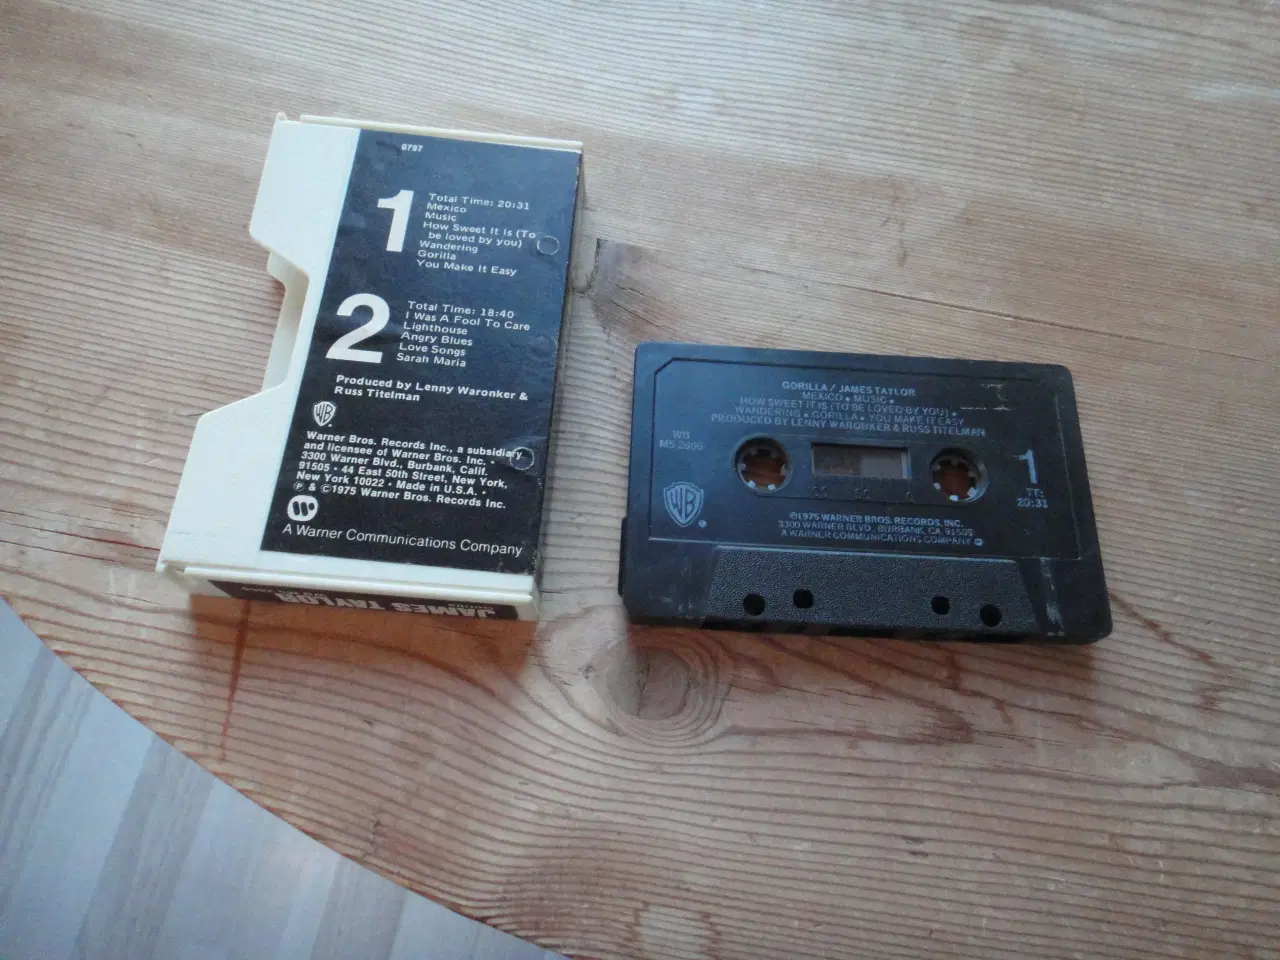 0797
1
Total Time: 20:31
Mexico
Music
How Sweet It Is (To
be loved by you)
Wandering
Gorilla
You Make It Easy
2
Total Time: 18:40
I Was A Fool To Care
Lighthouse
Angry Blues
Love Songs
Sarah Maria
Produced by Lenny Waronker &
Russ Titelman
WB
Warner Bros. Records Inc., a subsidiary
and licensee of Warner Bros. Inc. •
3300 Warner Blvd., Burbank, Calif.
91505 • 44 East 50th Street, New York,
New York 10022 • Made in U.S.A. •
℗ & ©1975 Warner Bros. Records Inc.
A Warner Communications Company
JAMES TAYLOR
GORILLA / JAMES TAYLOR
MEXICO • MUSIC •
HOW SWEET IT IS (TO BE LOVED BY YOU) •
WANDERING • GORILLA • YOU MAKE IT EASY
PRODUCED BY LENNY WARONKER & RUSS TITELMAN
WB
M5 2866
1
TT:
20:31
WB
©1975 WARNER BROS. RECORDS, INC.
3300 WARNER BLVD., BURBANK, CA. 91505
A WARNER COMMUNICATIONS COMPANY